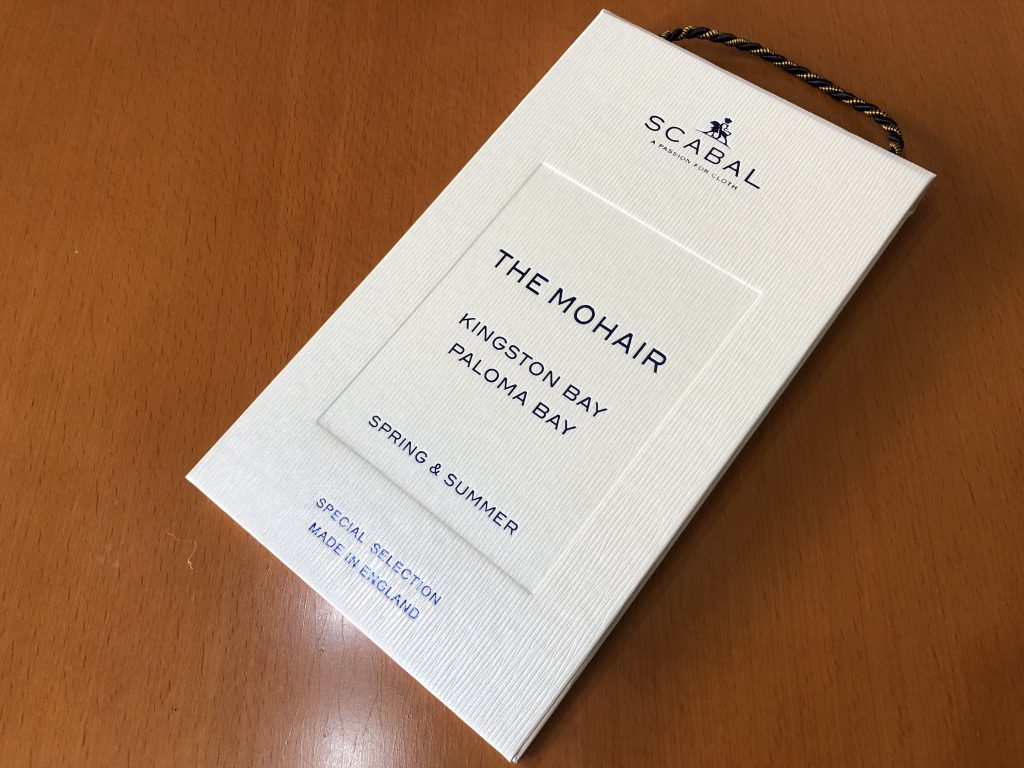 SCABAL
A PASSION FOR CLOTH
THE MOHAIR
KINGSTON BAY
PALOMA BAY
SPRING & SUMMER
SPECIAL SELECTION
MADE IN ENGLAND